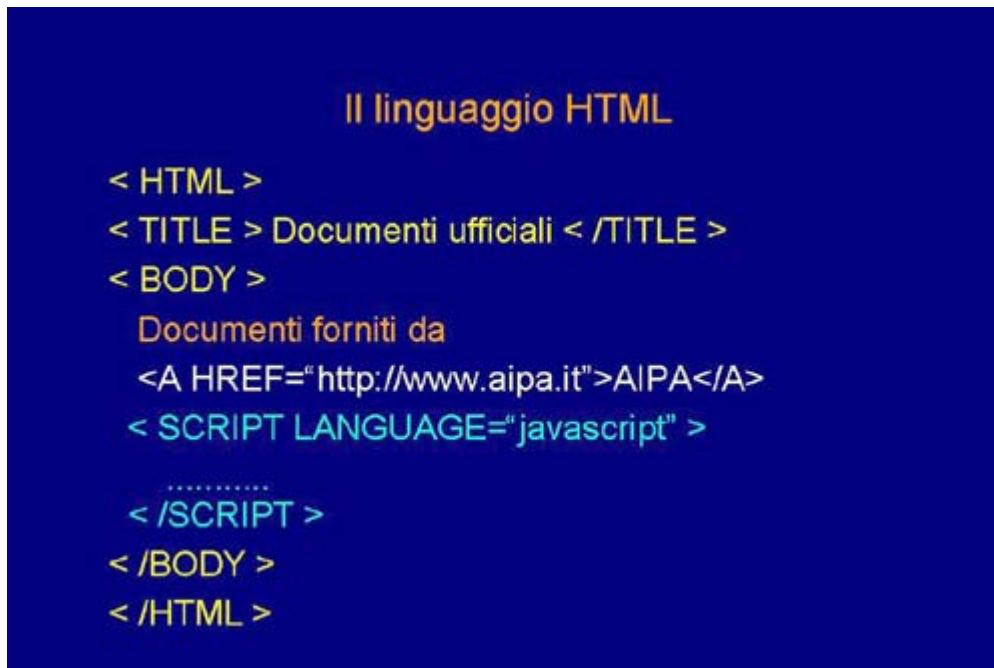 Il linguaggio HTML
< HTML >
< TITLE > Documenti ufficiali < /TITLE >
< BODY >
Documenti forniti da
<A HREF=“http://www.aipa.it”>AIPA</A>
< SCRIPT LANGUAGE=“javascript” >
...........
< /SCRIPT >
< /BODY >
< /HTML >